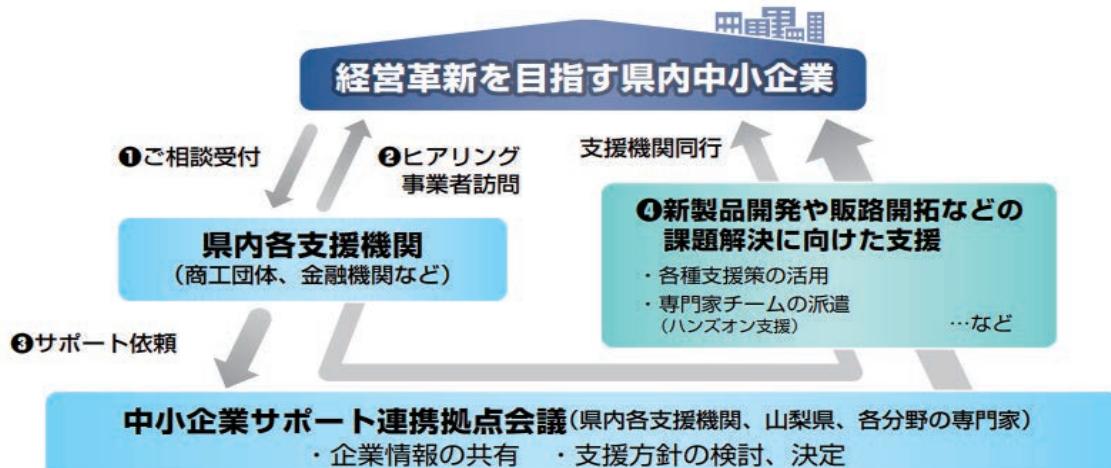 経営革新を目指す県内中小企業
❶ご相談受付
❷ヒアリング
事業者訪問
支援機関同行
県内各支援機関
（商工団体、金融機関など）
❹新製品開発や販路開拓などの
課題解決に向けた支援
・各種支援策の活用
・専門家チームの派遣
（ハンズオン支援）
…など
❸サポート依頼
中小企業サポート連携拠点会議（県内各支援機関、山梨県、各分野の専門家）
・企業情報の共有　・支援方針の検討、決定